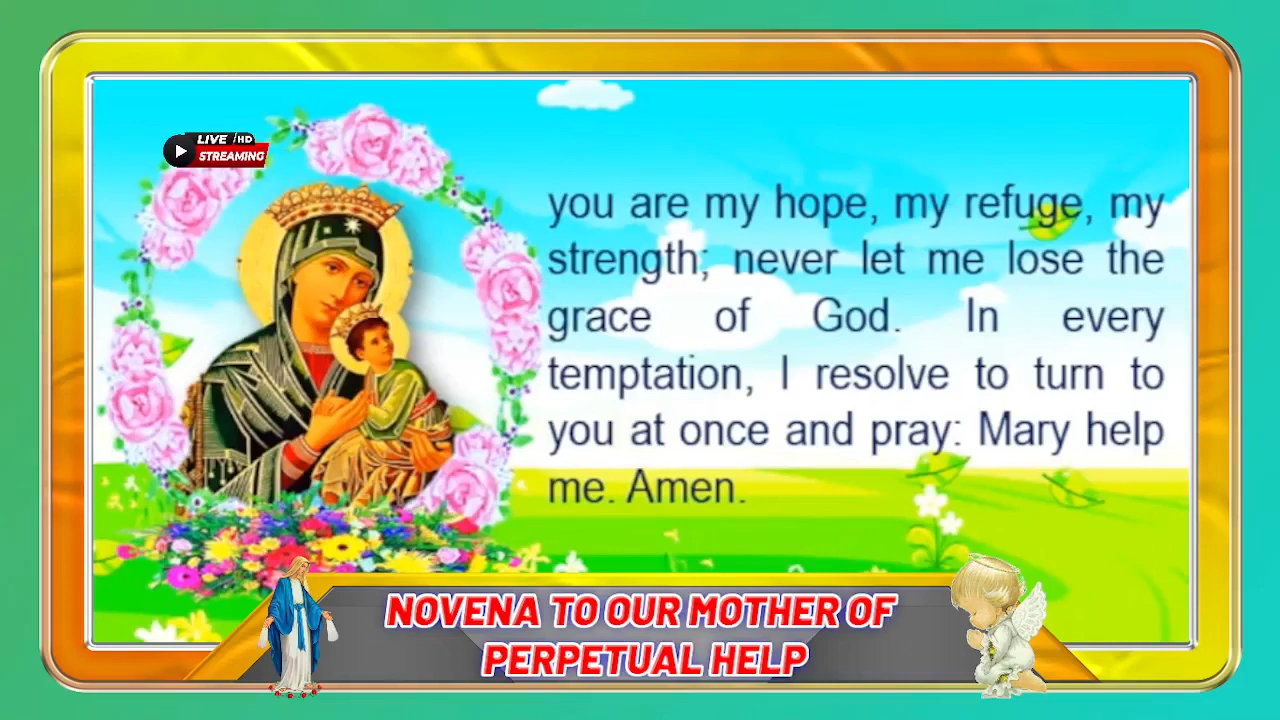 LIVE /HD
STREAMING
you are my hope, my refuge, my
strength; never let me lose the
grace of God. In every
temptation, I resolve to turn to
you at once and pray: Mary help
me. Amen.
NOVENA TO OUR MOTHER OF
PERPETUAL HELP